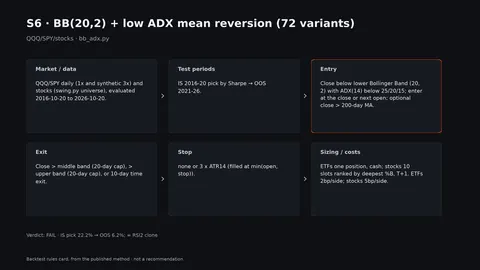 S6 · BB(20,2) + low ADX mean reversion (72 variants)
QQQ/SPY/stocks · bb_adx.py
Market / data
QQQ/SPY daily (1x and synthetic 3x) and
stocks (swing.py universe), evaluated
2016-10-20 to 2026-10-20.
Test periods
IS 2016-20 pick by Sharpe → OOS
2021-26.
Entry
Close below lower Bollinger Band (20,
2) with ADX(14) below 25/20/15; enter
at the close or next open; optional
close > 200-day MA.
Exit
Close > middle band (20-day cap), >
upper band (20-day cap), or 10-day time
exit.
Stop
none or 3 x ATR14 (filled at min(open,
stop)).
Sizing / costs
ETFs one position, cash; stocks 10
slots ranked by deepest %B, T+1. ETFs
2bp/side; stocks 5bp/side.
Verdict: FAIL · IS pick 22.2% → OOS 6.2%; ≈ RSI2 clone
Backtest rules card, from the published method · not a recommendation.